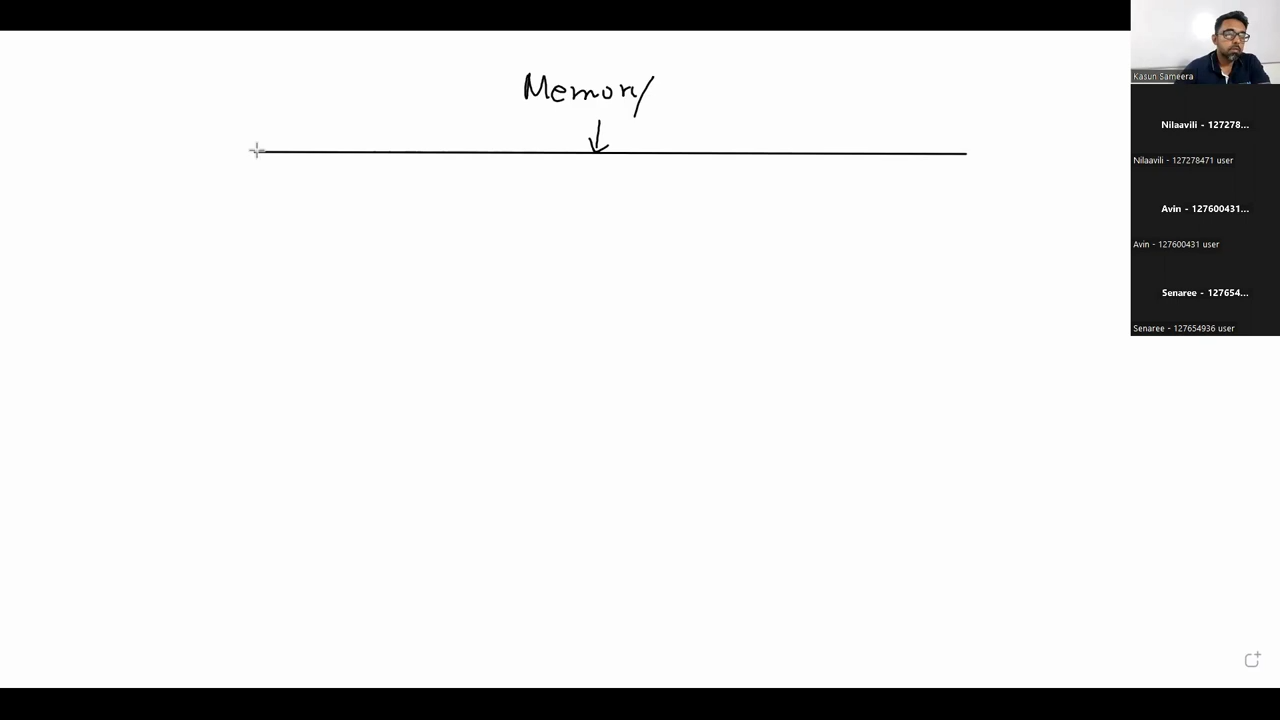 Memory
Kasun Sameera
Nilaavili - 127278...
Nilaavili - 127278471 user
Avin - 127600431...
Avin - 127600431 user
Senaree - 127654...
Senaree - 127654936 user